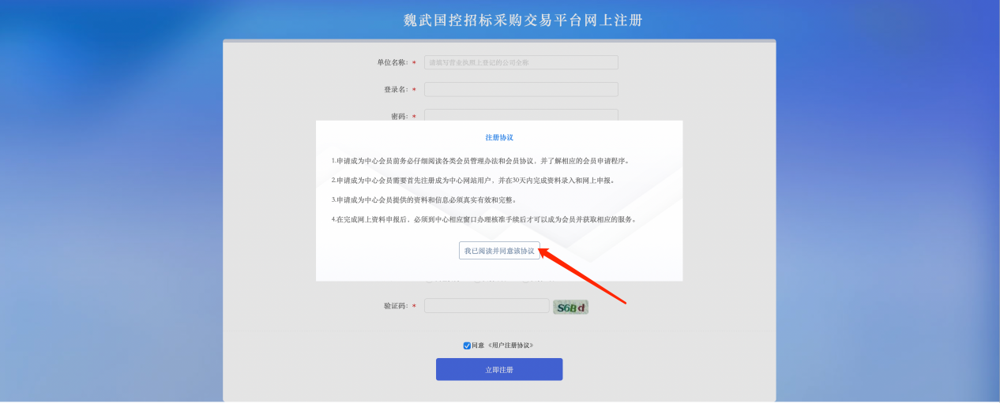 魏武国控招标采购交易平台网上注册
单位名称: * 请填写营业执照上登记的公司全称
登录名: *
密码: *
注册协议
1.申请成为中心会员前务必仔细阅读各类会员管理办法和会员协议，并了解相应的会员申请程序。
2.申请成为中心会员需要首先注册成为中心网站用户，并在30天内完成资料录入和网上申报。
3.申请成为中心会员提供的资料和信息必须真实有效和完整。
4.在完成网上资料申报后，必须到中心相应窗口办理核准手续后才可以成为会员并获取相应的服务。
我已阅读并同意该协议
验证码: * S6Bd
同意 《用户注册协议》
立即注册